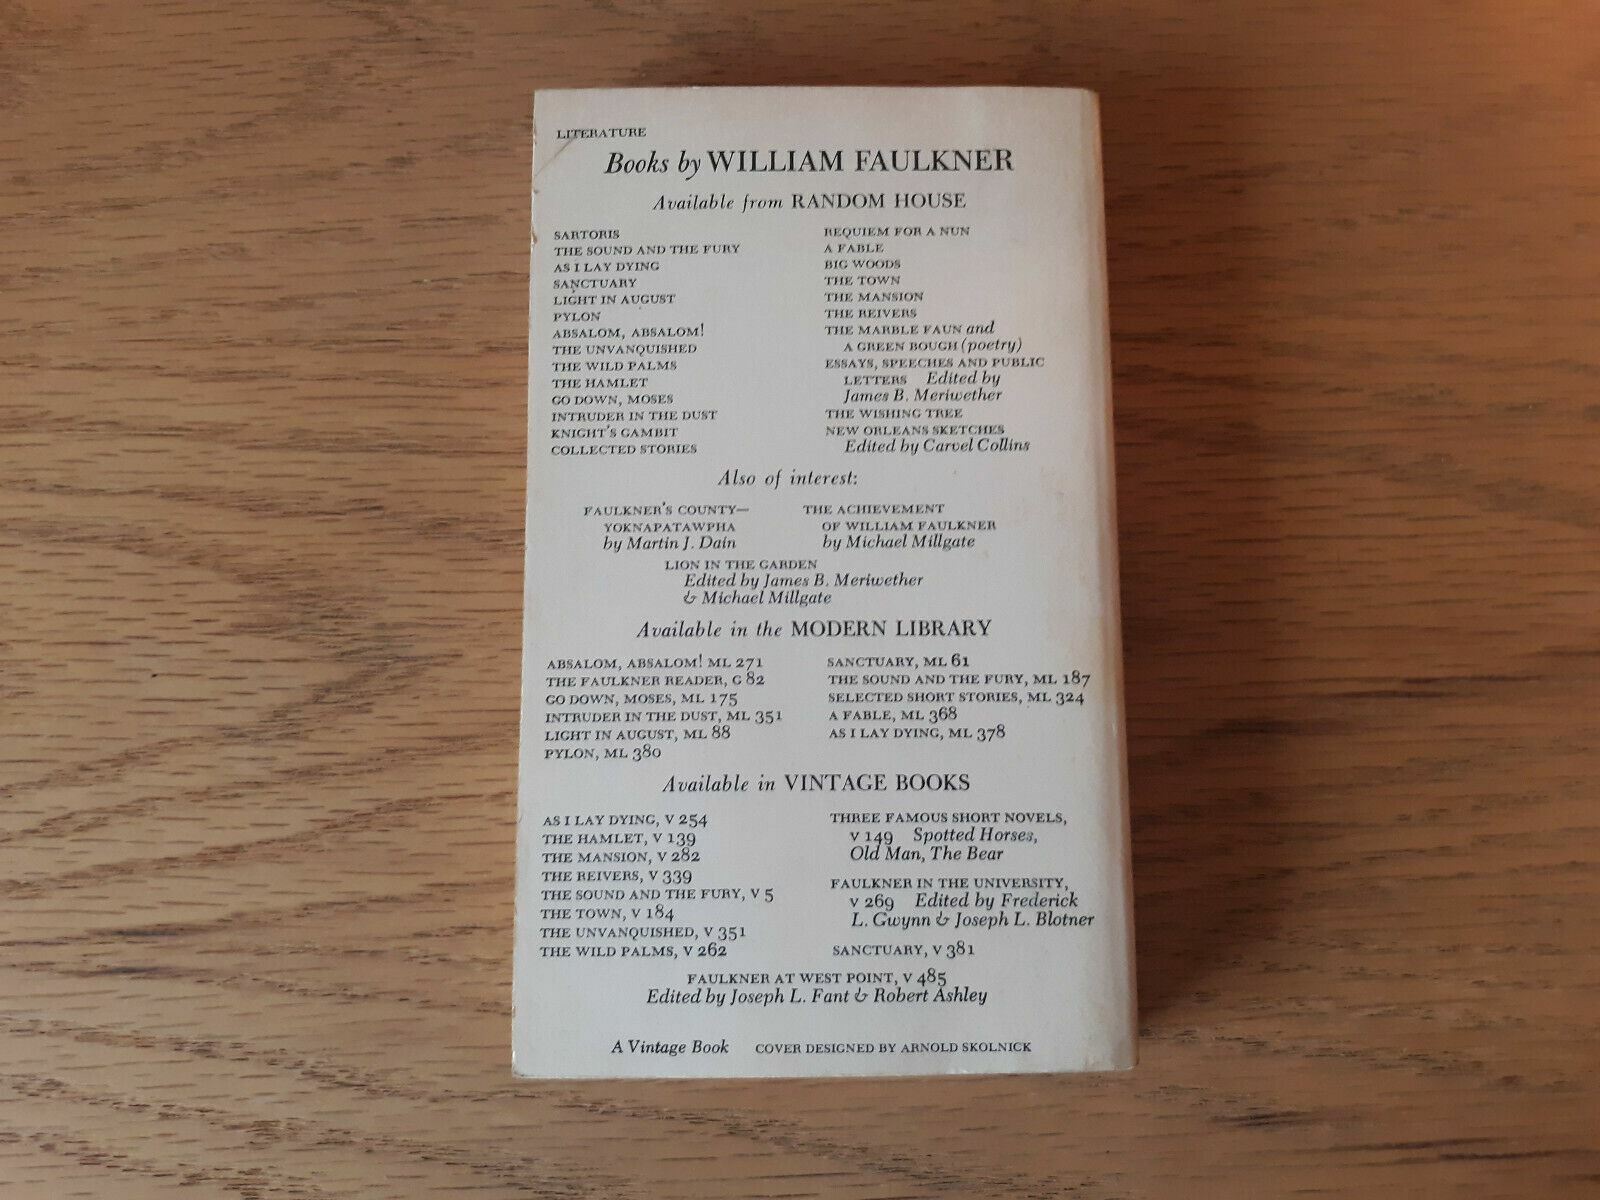 LITERATURE
Books by WILLIAM FAULKNER
Available from RANDOM HOUSE
SARTORIS
THE SOUND AND THE FURY
AS I LAY DYING
SANCTUARY
LIGHT IN AUGUST
PYLON
ABSALOM, ABSALOM!
THE UNVANQUISHED
THE WILD PALMS
THE HAMLET
GO DOWN, MOSES
INTRUDER IN THE DUST
KNIGHT'S GAMBIT
COLLECTED STORIES
REQUIEM FOR A NUN
A FABLE
BIG WOODS
THE TOWN
THE MANSION
THE REIVERS
THE MARBLE FAUN and
A GREEN BOUGH (poetry)
ESSAYS, SPEECHES AND PUBLIC
LETTERS Edited by
James B. Meriwether
THE WISHING TREE
NEW ORLEANS SKETCHES
Edited by Carvel Collins
Also of interest:
FAULKNER'S COUNTY—
YOKNAPATAWPHA
by Martin J. Dain
THE ACHIEVEMENT
OF WILLIAM FAULKNER
by Michael Millgate
LION IN THE GARDEN
Edited by James B. Meriwether
& Michael Millgate
Available in the MODERN LIBRARY
ABSALOM, ABSALOM! ML 271
THE FAULKNER READER, G 82
GO DOWN, MOSES, ML 175
INTRUDER IN THE DUST, ML 351
LIGHT IN AUGUST, ML 88
PYLON, ML 380
SANCTUARY, ML 61
THE SOUND AND THE FURY, ML 187
SELECTED SHORT STORIES, ML 324
A FABLE, ML 368
AS I LAY DYING, ML 378
Available in VINTAGE BOOKS
AS I LAY DYING, V 254
THE HAMLET, V 139
THE MANSION, V 282
THE REIVERS, V 339
THE SOUND AND THE FURY, V 5
THE TOWN, V 184
THE UNVANQUISHED, V 351
THE WILD PALMS, V 262
THREE FAMOUS SHORT NOVELS,
V 149 Spotted Horses,
Old Man, The Bear
FAULKNER IN THE UNIVERSITY,
V 269 Edited by Frederick
L. Gwynn & Joseph L. Blotner
SANCTUARY, V 381
FAULKNER AT WEST POINT, V 485
Edited by Joseph L. Fant & Robert Ashley
A Vintage Book COVER DESIGNED BY ARNOLD SKOLNICK